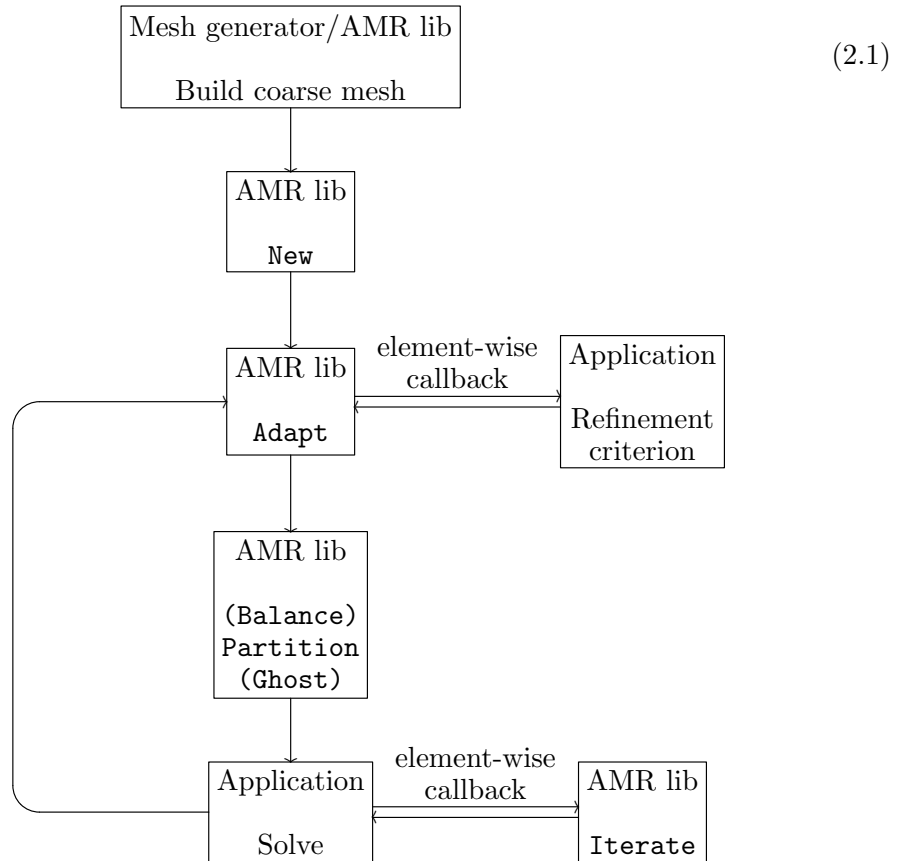 Mesh generator/AMR lib
(2.1)
Build coarse mesh
AMR lib
New
AMR lib
Adapt
element-wise
callback
Application
Refinement
criterion
AMR lib
(Balance)
Partition
(Ghost)
Application
Solve
element-wise
callback
AMR lib
Iterate